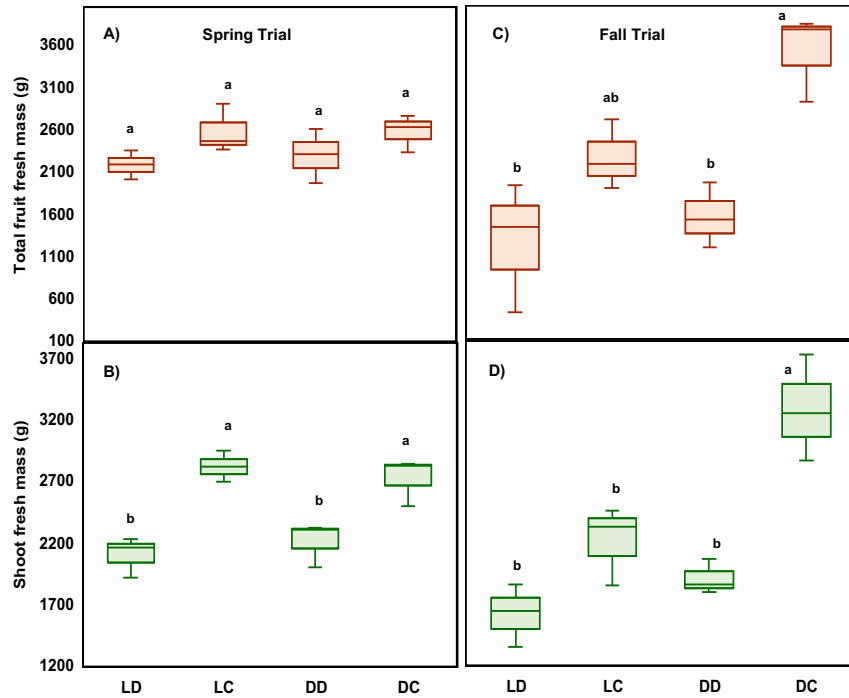 A) Spring Trial
C) Fall Trial
Total fruit fresh mass (g)
3600
3100
2600
2100
1600
1100
600
100
a
a
a
a
b
ab
b
a
B)
D)
Shoot fresh mass (g)
3700
3200
2700
2200
1700
1200
b
a
b
a
b
b
b
a
LD LC DD DC
LD LC DD DC